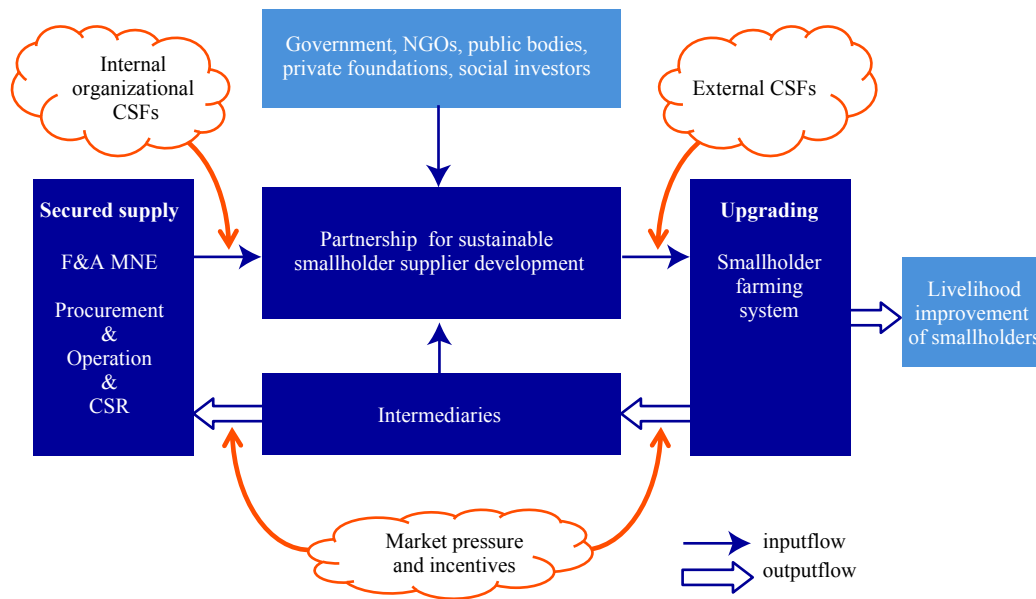 Internal
organizational
CSFs
Government, NGOs, public bodies,
private foundations, social investors
External CSFs
Secured supply
F&A MNE
Procurement
&
Operation
&
CSR
Partnership for sustainable
smallholder supplier development
Upgrading
Smallholder
farming
system
Livelihood
improvement
of smallholders
Intermediaries
Market pressure
and incentives
inputflow
outputflow